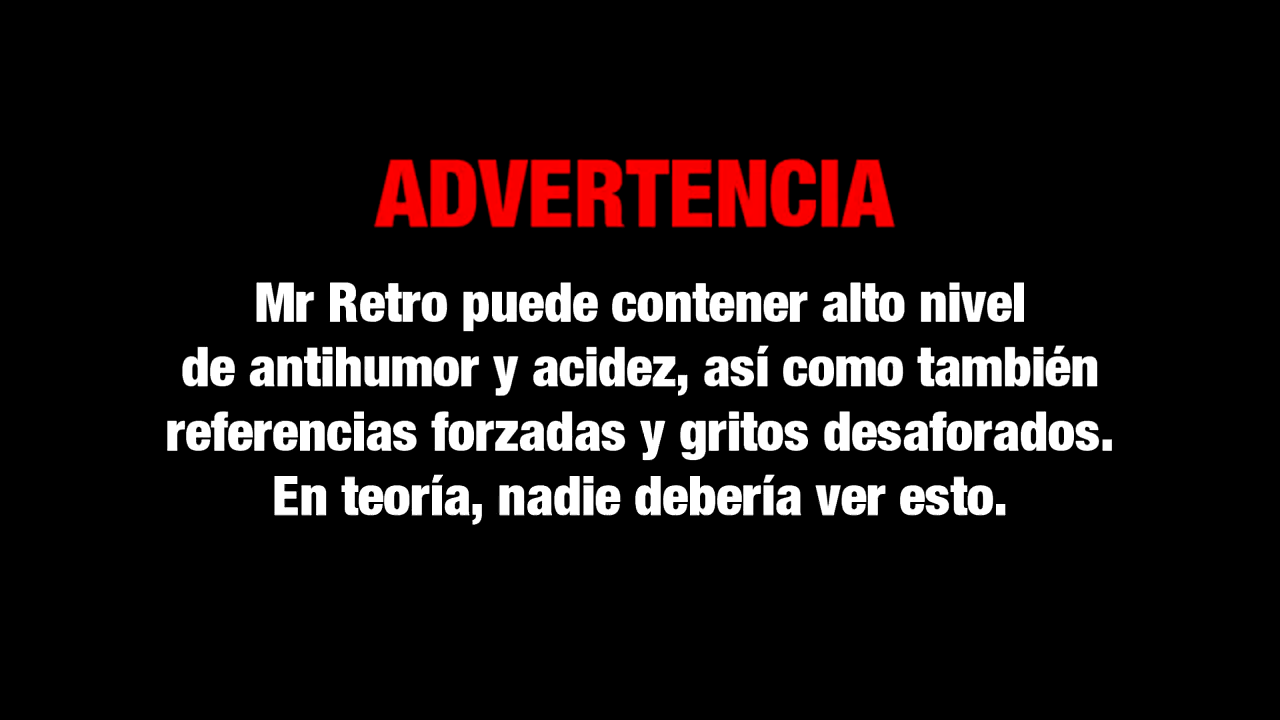 ADVERTENCIA
Mr Retro puede contener alto nivel
de antihumor y acidez, así como también
referencias forzadas y gritos desaforados.
En teoría, nadie debería ver esto.